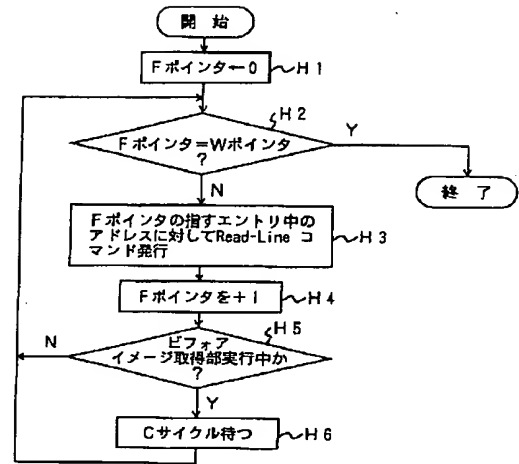 開 始
Fポインタ←0
H1
H2
Fポインタ=Wポインタ
?
Y
終 了
N
Fポインタの指すエントリ中の
アドレスに対してRead-Line コ
マンド発行
H3
Fポインタを+1
H4
H5
N
ビフォア
イメージ取得部実行中か
?
Y
Cサイクル待つ
H6